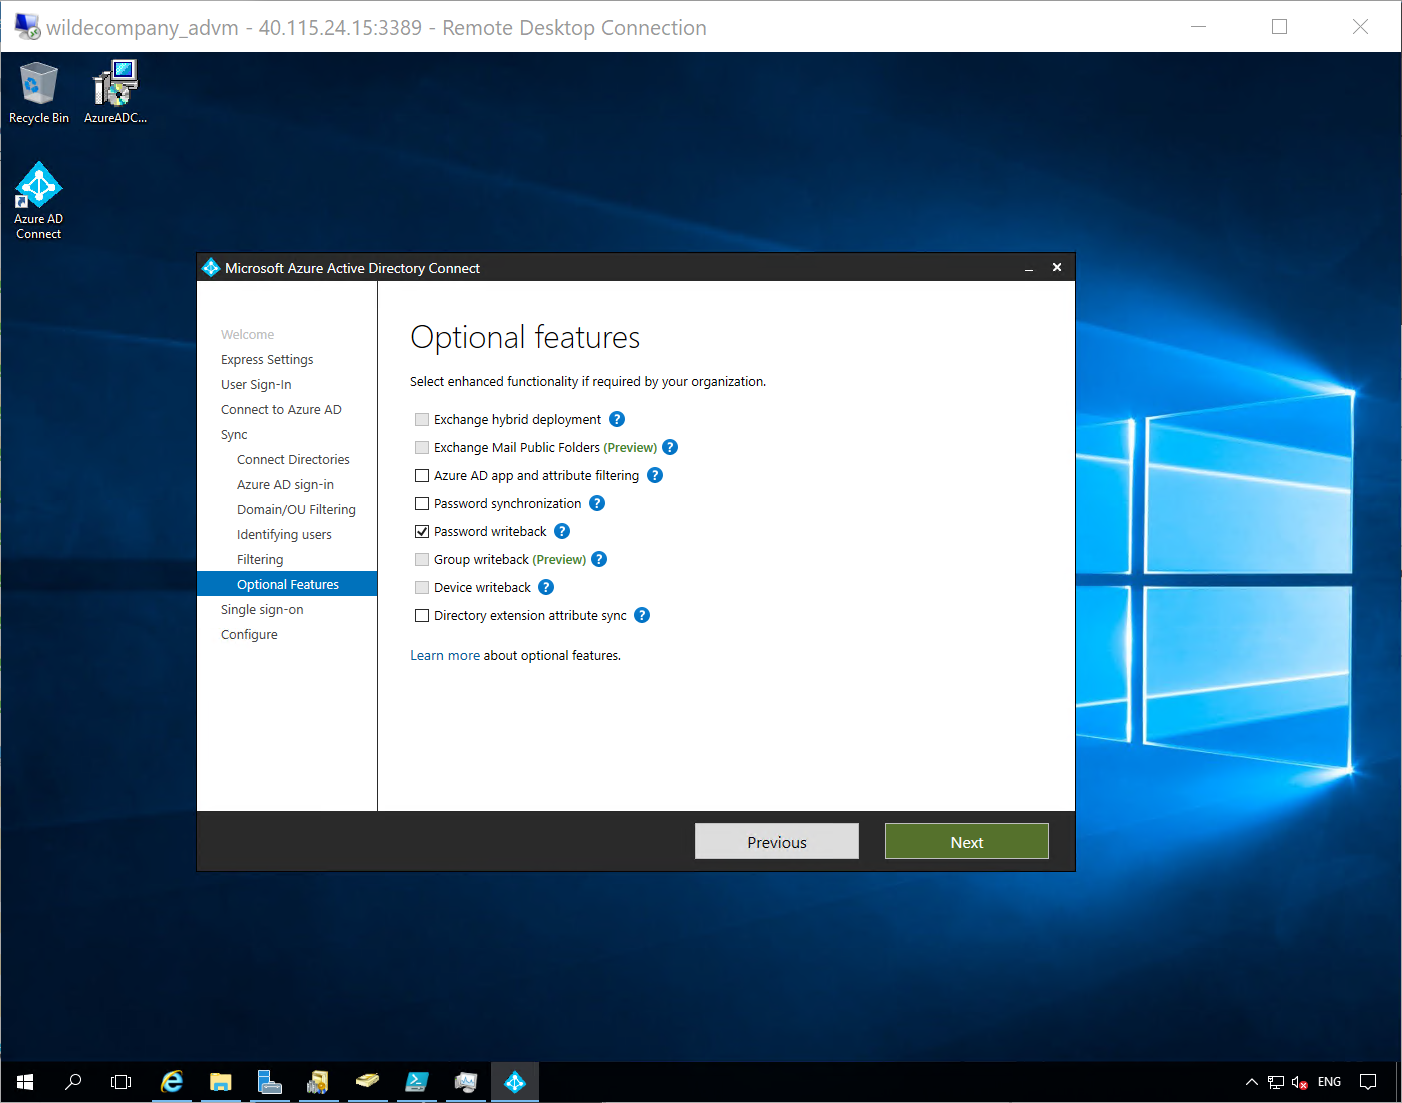 wildecompany_advm - 40.115.24.15:3389 - Remote Desktop Connection
Recycle Bin
AzureADC...
Azure AD
Connect
Microsoft Azure Active Directory Connect
Welcome
Express Settings
User Sign-In
Connect to Azure AD
Sync
Connect Directories
Azure AD sign-in
Domain/OU Filtering
Identifying users
Filtering
Optional Features
Single sign-on
Configure
Optional features
Select enhanced functionality if required by your organization.
Exchange hybrid deployment ?
Exchange Mail Public Folders (Preview) ?
Azure AD app and attribute filtering ?
Password synchronization ?
Password writeback ?
Group writeback (Preview) ?
Device writeback ?
Directory extension attribute sync ?
Learn more about optional features.
Previous
Next
ENG